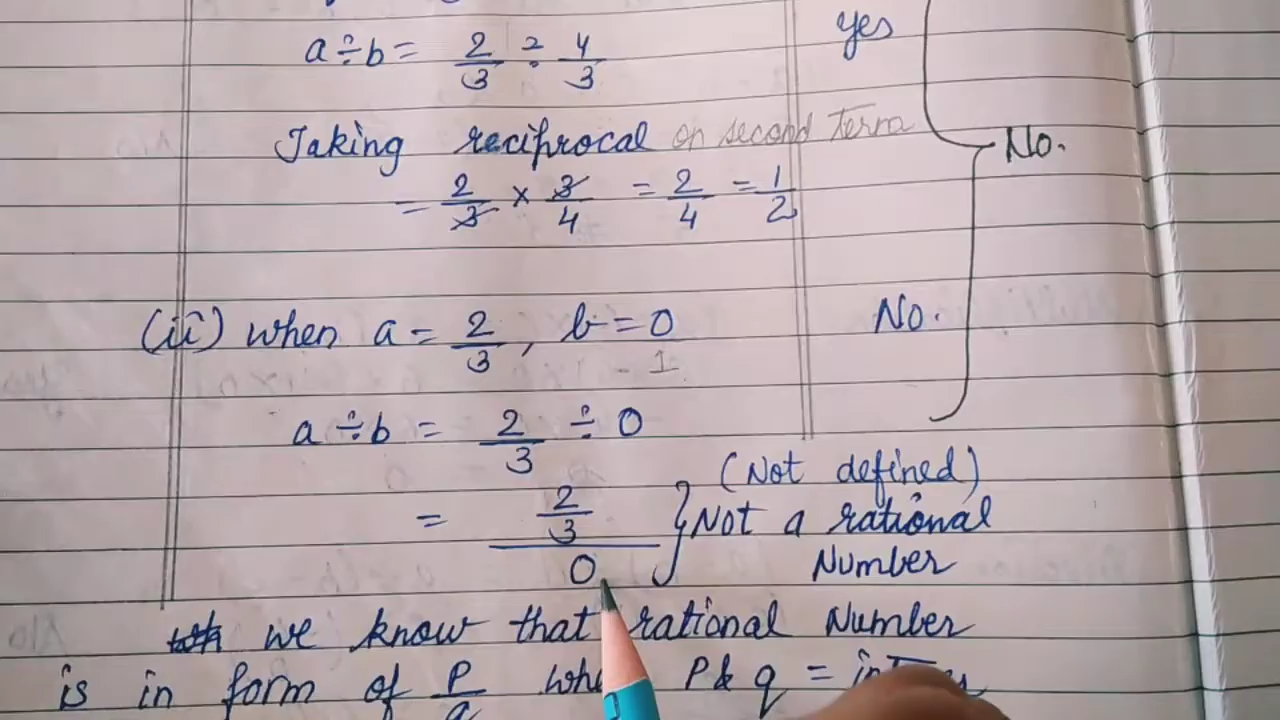 a ÷ b = 2/3 ÷ 4/3 yes
Taking reciprocal on second Term No.
= 2/3 × 3/4 = 2/4 = 1/2
(ii) when a = 2/3, b = 0/1 No.
a ÷ b = 2/3 ÷ 0
(Not defined)
= 2/3 / 0 } Not a rational
Number
we know that rational Number
is in form of P/q P & q =